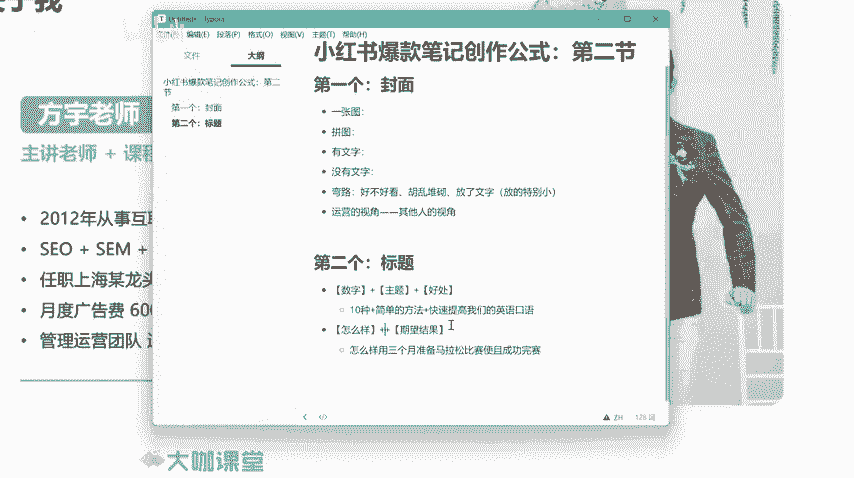 Typora
编辑(E) 段落(P) 格式(O) 视图(V) 主题(T) 帮助(H)
文件 大纲
小红书爆款笔记创作公式：第二节
第一个：封面
第二个：标题
小红书爆款笔记创作公式：第二节
第一个：封面
一张图：
拼图：
有文字：
没有文字：
弯路：好不好看、胡乱堆砌、放了文字（放的特别小）
运营的视角——其他人的视角
第二个：标题
【数字】+【主题】+【好处】
10种+简单的方法+快速提高我们的英语口语
【怎么样】+【期望结果】
怎么样用三个月准备马拉松比赛便且成功完赛
ZH 128 词
方宇老师
主讲老师 + 课程
2012年从事互联
SEO + SEM +
任职上海某龙头
月度广告费 600
管理运营团队
大咖课堂